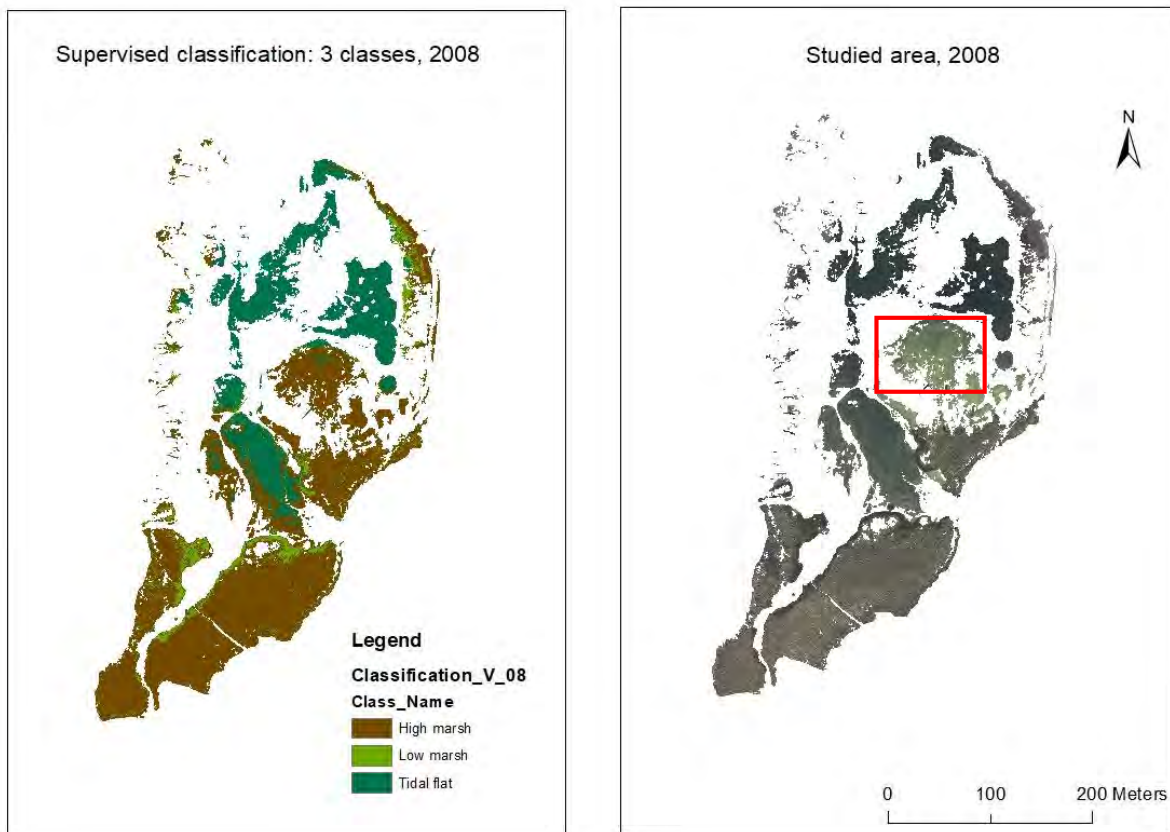 Supervised classification: 3 classes, 2008
Legend
Classification_V_08
Class_Name
High marsh
Low marsh
Tidal flat
Studied area, 2008
N
0 100 200 Meters